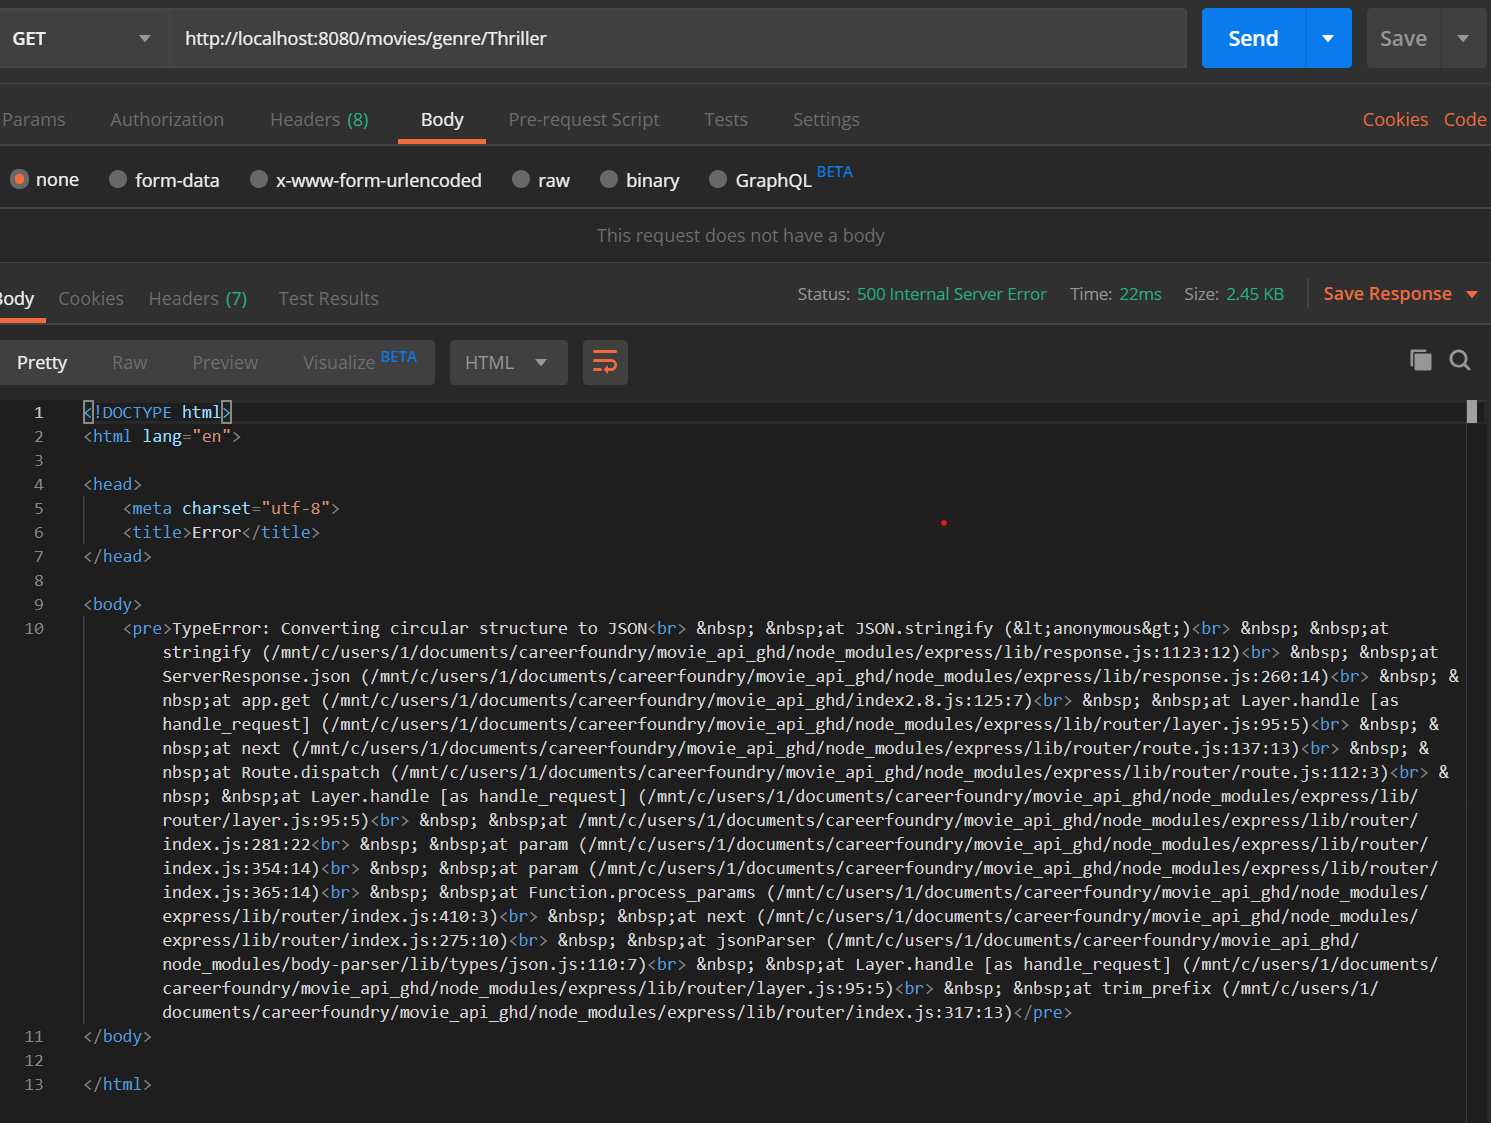 GET http://localhost:8080/movies/genre/Thriller Send Save
Params Authorization Headers (8) Body Pre-request Script Tests Settings Cookies Code
none form-data x-www-form-urlencoded raw binary GraphQL BETA
This request does not have a body
Body Cookies Headers (7) Test Results Status: 500 Internal Server Error Time: 22ms Size: 2.45 KB Save Response
Pretty Raw Preview Visualize BETA HTML
1 <!DOCTYPE html>
2 <html lang="en">
3
4 <head>
5 <meta charset="utf-8">
6 <title>Error</title>
7 </head>
8
9 <body>
10 <pre>TypeError: Converting circular structure to JSON<br> &nbsp; &nbsp;at JSON.stringify (&lt;anonymous&gt;)<br> &nbsp; &nbsp;at
stringify (/mnt/c/users/1/documents/careerfoundry/movie_api_ghd/node_modules/express/lib/response.js:1123:12)<br> &nbsp; &nbsp;at
ServerResponse.json (/mnt/c/users/1/documents/careerfoundry/movie_api_ghd/node_modules/express/lib/response.js:260:14)<br> &nbsp; &
nbsp;at app.get (/mnt/c/users/1/documents/careerfoundry/movie_api_ghd/index2.8.js:125:7)<br> &nbsp; &nbsp;at Layer.handle [as
handle_request] (/mnt/c/users/1/documents/careerfoundry/movie_api_ghd/node_modules/express/lib/router/layer.js:95:5)<br> &nbsp; &
nbsp;at next (/mnt/c/users/1/documents/careerfoundry/movie_api_ghd/node_modules/express/lib/router/route.js:137:13)<br> &nbsp; &
nbsp;at Route.dispatch (/mnt/c/users/1/documents/careerfoundry/movie_api_ghd/node_modules/express/lib/router/route.js:112:3)<br> &
nbsp; &nbsp;at Layer.handle [as handle_request] (/mnt/c/users/1/documents/careerfoundry/movie_api_ghd/node_modules/express/lib/
router/layer.js:95:5)<br> &nbsp; &nbsp;at /mnt/c/users/1/documents/careerfoundry/movie_api_ghd/node_modules/express/lib/router/
index.js:281:22<br> &nbsp; &nbsp;at param (/mnt/c/users/1/documents/careerfoundry/movie_api_ghd/node_modules/express/lib/router/
index.js:354:14)<br> &nbsp; &nbsp;at param (/mnt/c/users/1/documents/careerfoundry/movie_api_ghd/node_modules/express/lib/router/
index.js:365:14)<br> &nbsp; &nbsp;at Function.process_params (/mnt/c/users/1/documents/careerfoundry/movie_api_ghd/node_modules/
express/lib/router/index.js:410:3)<br> &nbsp; &nbsp;at next (/mnt/c/users/1/documents/careerfoundry/movie_api_ghd/node_modules/
express/lib/router/index.js:275:10)<br> &nbsp; &nbsp;at jsonParser (/mnt/c/users/1/documents/careerfoundry/movie_api_ghd/
node_modules/body-parser/lib/types/json.js:110:7)<br> &nbsp; &nbsp;at Layer.handle [as handle_request] (/mnt/c/users/1/documents/
careerfoundry/movie_api_ghd/node_modules/express/lib/router/layer.js:95:5)<br> &nbsp; &nbsp;at trim_prefix (/mnt/c/users/1/
documents/careerfoundry/movie_api_ghd/node_modules/express/lib/router/index.js:317:13)</pre>
11 </body>
12
13 </html>